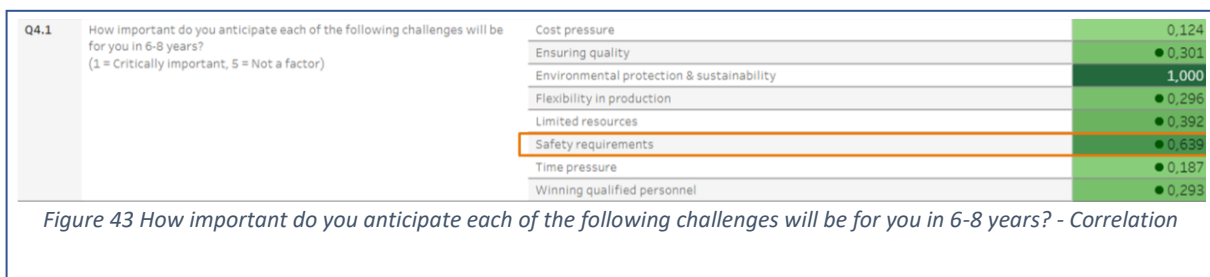 Q4.1 How important do you anticipate each of the following challenges will be
for you in 6-8 years?
(1 = Critically important, 5 = Not a factor)
Cost pressure 0,124
Ensuring quality ● 0,301
Environmental protection & sustainability 1,000
Flexibility in production ● 0,296
Limited resources ● 0,392
Safety requirements ● 0,639
Time pressure ● 0,187
Winning qualified personnel ● 0,293
Figure 43 How important do you anticipate each of the following challenges will be for you in 6-8 years? - Correlation